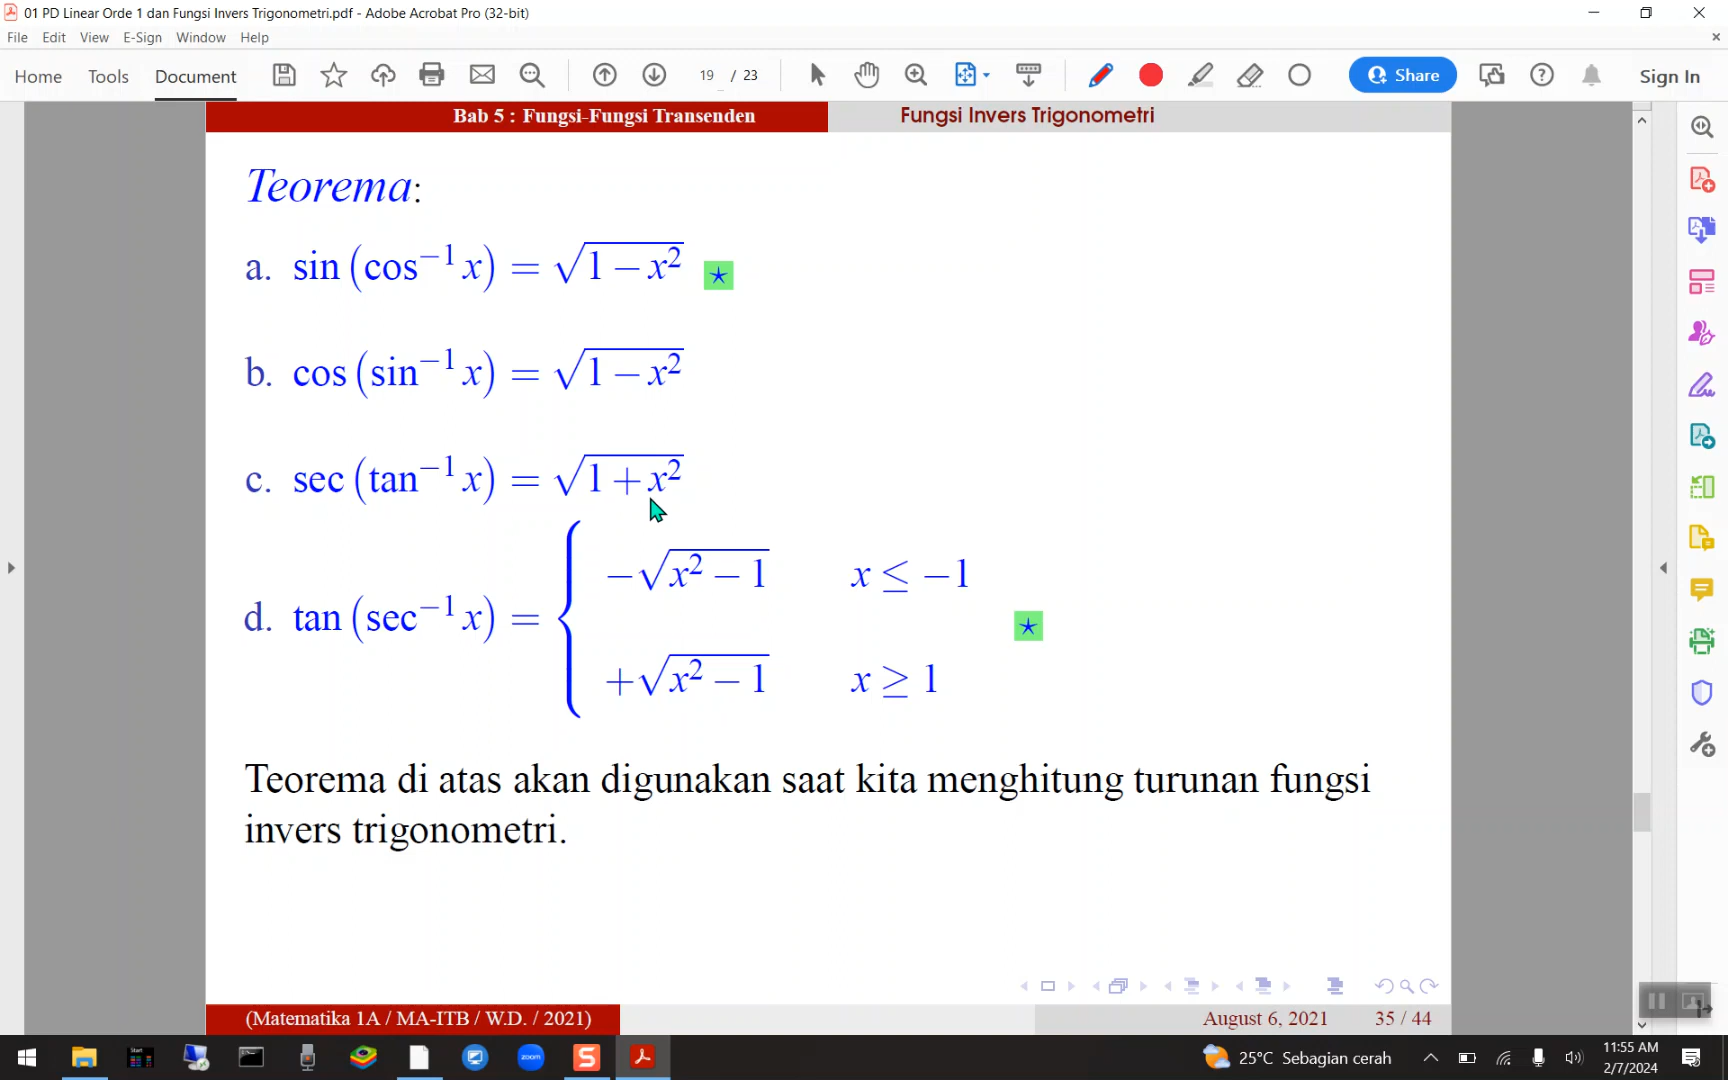 01 PD Linear Orde 1 dan Fungsi Invers Trigonometri.pdf - Adobe Acrobat Pro (32-bit)
File Edit View E-Sign Window Help
Home Tools Document 19 / 23 Share Sign In
Bab 5 : Fungsi-Fungsi Transenden Fungsi Invers Trigonometri
Teorema:
a. sin (cos⁻¹ x) = √(1 − x²) ⋆
b. cos (sin⁻¹ x) = √(1 − x²)
c. sec (tan⁻¹ x) = √(1 + x²)
−√(x² − 1) x ≤ −1
d. tan (sec⁻¹ x) = { ⋆
+√(x² − 1) x ≥ 1
Teorema di atas akan digunakan saat kita menghitung turunan fungsi
invers trigonometri.
(Matematika 1A / MA-ITB / W.D. / 2021) August 6, 2021 35 / 44
Start zoom S 25°C Sebagian cerah 11:55 AM
2/7/2024